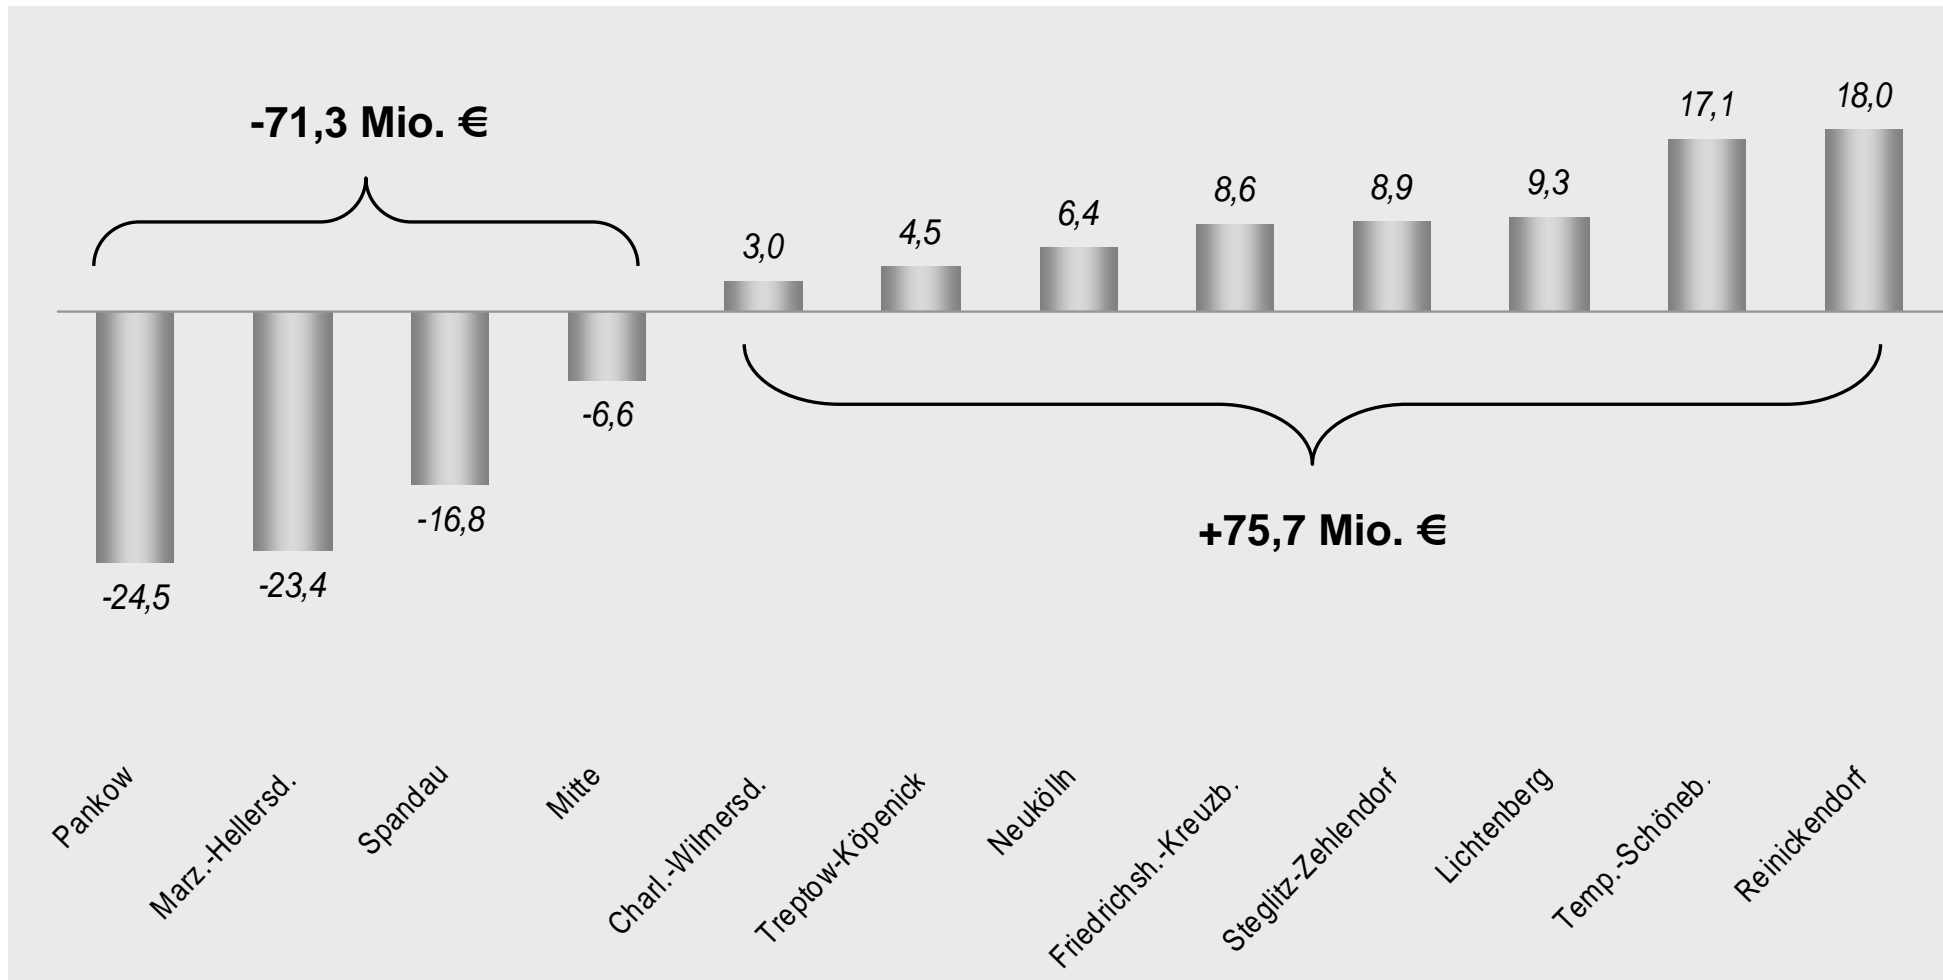 -71,3 Mio. €
-24,5
-23,4
-16,8
-6,6
3,0
4,5
6,4
8,6
8,9
9,3
17,1
18,0
+75,7 Mio. €
Pankow
Marz.-Hellersd.
Spandau
Mitte
Charl.-Wilmersd.
Treptow-Köpenick
Neukölln
Friedrichsh.-Kreuzb.
Steglitz-Zehlendorf
Lichtenberg
Temp.-Schöneb.
Reinickendorf